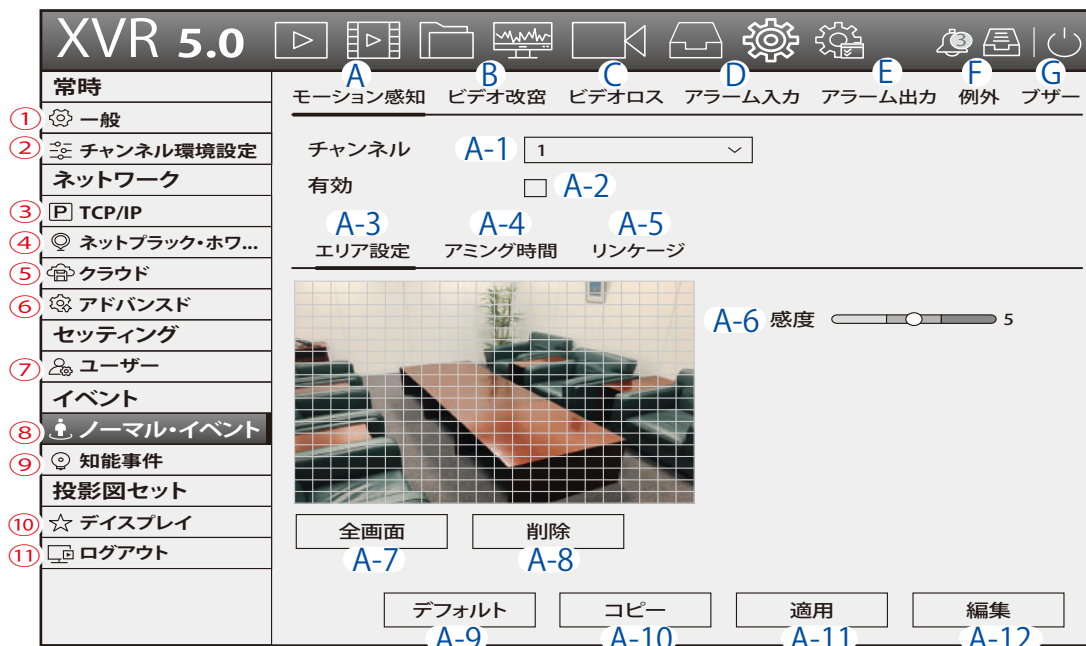 XVR 5.0
3
常時
① 一般
② チャンネル環境設定
ネットワーク
③ P TCP/IP
④ ネットプラック・ホワ...
⑤ クラウド
⑥ アドバンスド
セッティング
⑦ ユーザー
イベント
⑧ ノーマル・イベント
⑨ 知能事件
投影図セット
⑩ デイスプレイ
⑪ ログアウト
A B C D E F G
モーション感知 ビデオ改窑 ビデオロス アラーム入力 アラーム出力 例外 ブザー
チャンネル A-1 1
有効 A-2
A-3 A-4 A-5
エリア設定 アミング時間 リンケージ
A-6 感度 5
全画面 削除
A-7 A-8
デフォルト コピー 適用 編集
A-9 A-10 A-11 A-12